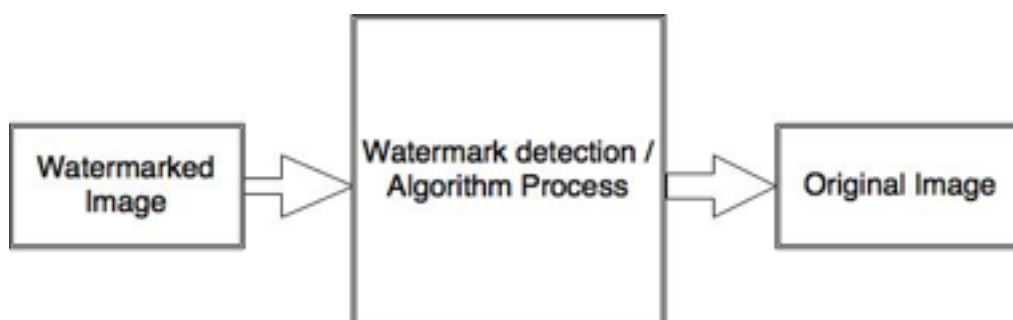 Watermarked
Image
Watermark detection /
Algorithm Process
Original Image